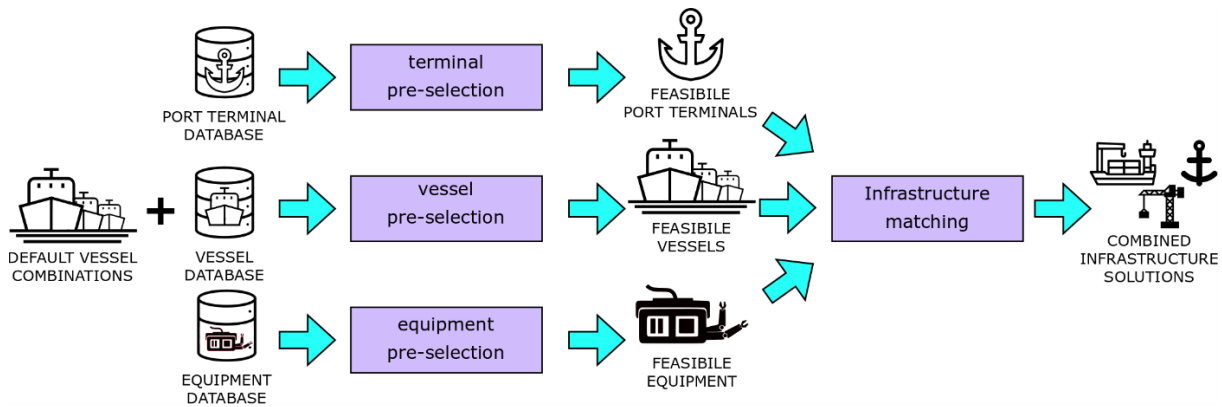 terminal
pre-selection
PORT TERMINAL
DATABASE
FEASIBILE
PORT TERMINALS
DEFAULT VESSEL
COMBINATIONS
+
VESSEL
DATABASE
vessel
pre-selection
FEASIBILE
VESSELS
Infrastructure
matching
COMBINED
INFRASTRUCTURE
SOLUTIONS
EQUIPMENT
DATABASE
equipment
pre-selection
FEASIBILE
EQUIPMENT